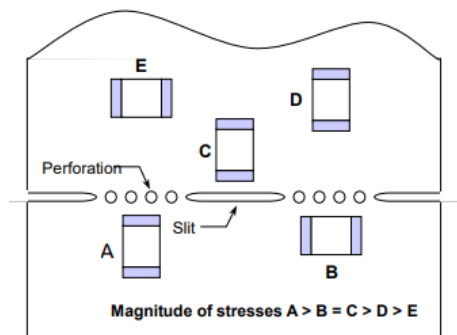 E
D
C
Perforation
A
Slit
B
Magnitude of stresses A > B = C > D > E